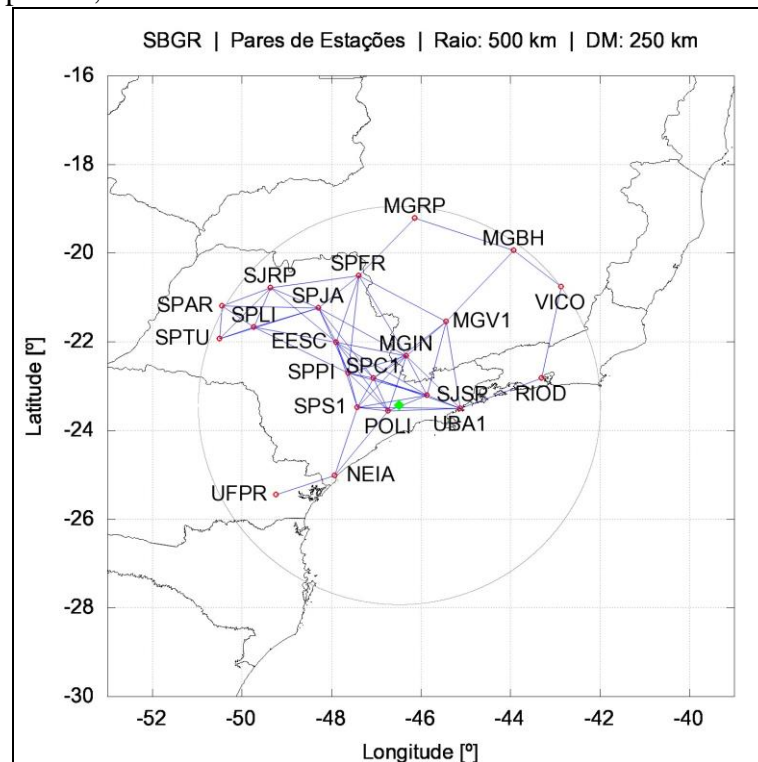 SBGR | Pares de Estações | Raio: 500 km | DM: 250 km
-16
-18
MGRP
MGBH
-20
SPFR
SJRP
SPJA
VICO
SPAR
SPLI
MGV1
SPTU
-22
EESC
MGIN
SPC1
SPPI
SJSP
RIOD
SPS1
POLI
UBA1
-24
NEIA
UFPR
-26
-28
-30
-52 -50 -48 -46 -44 -42 -40
Latitude [º]
Longitude [º]